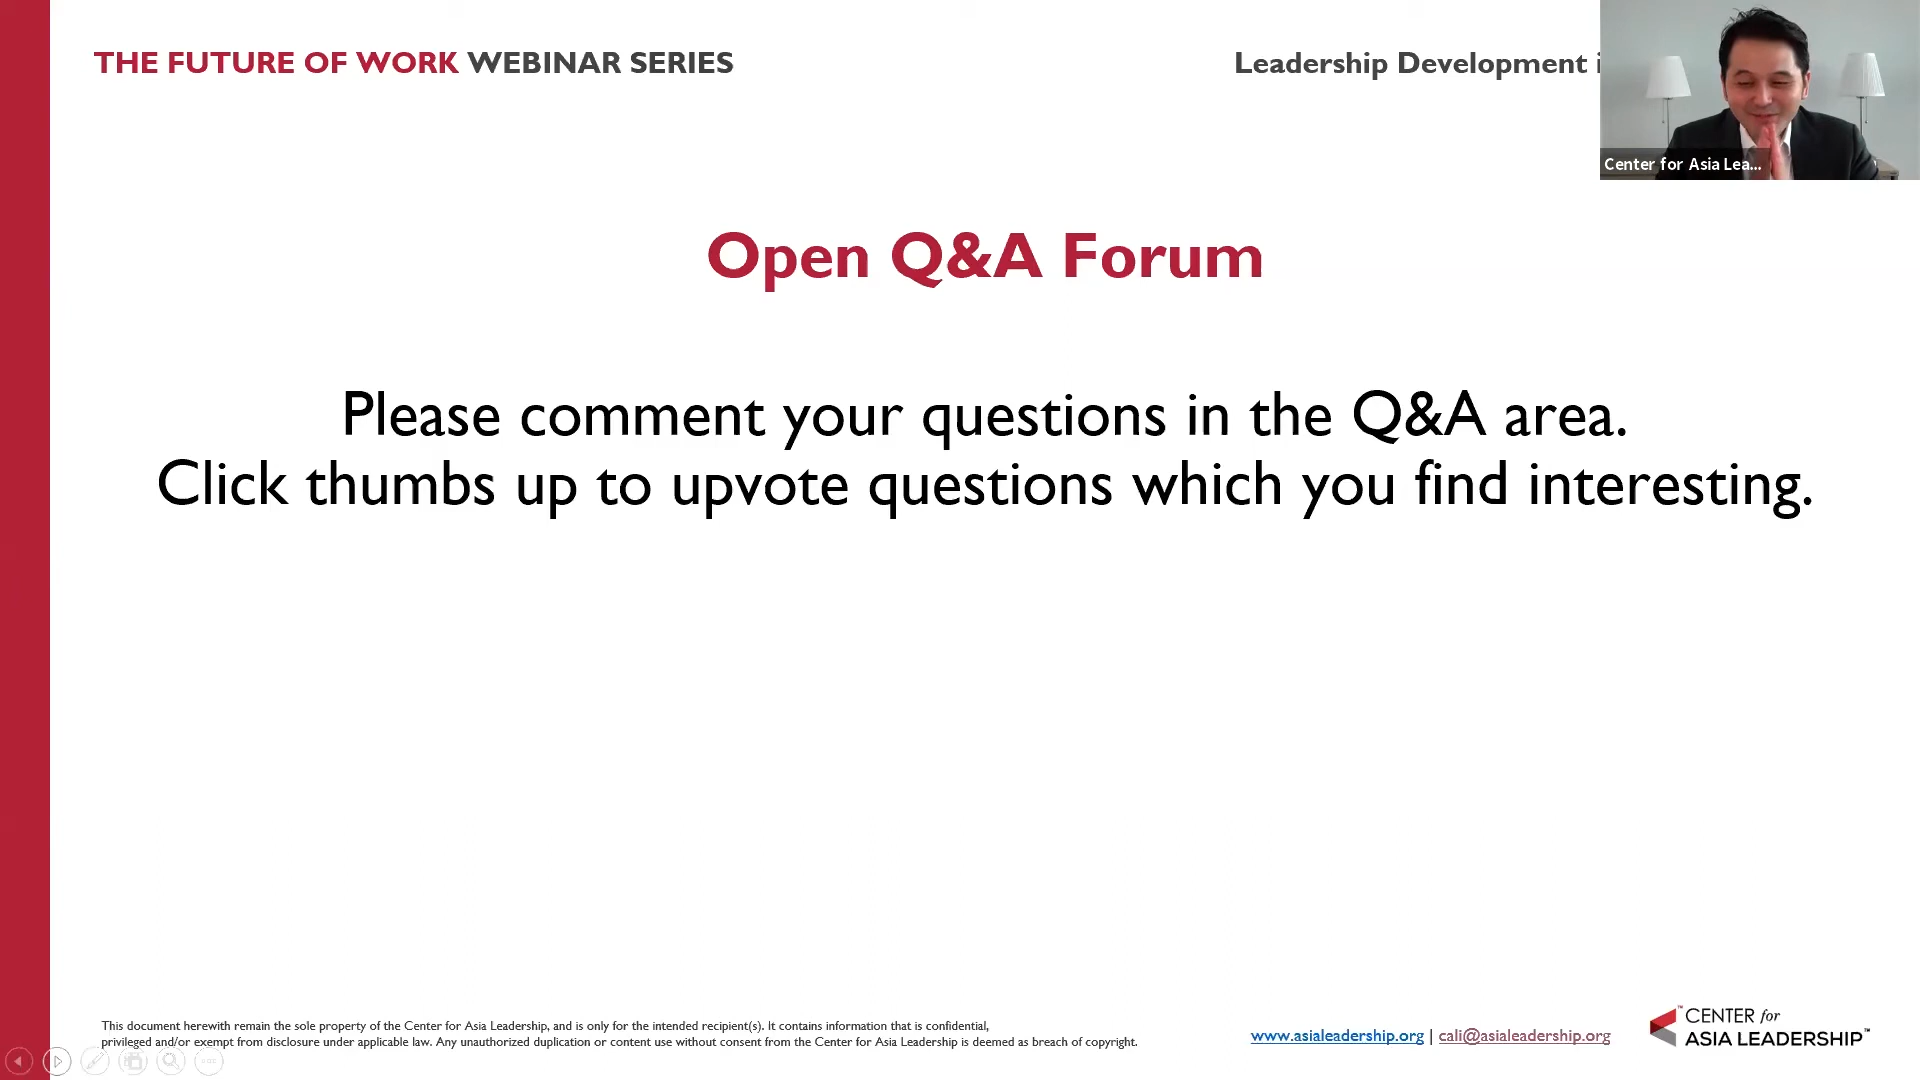 THE FUTURE OF WORK WEBINAR SERIES
Leadership Development i
Center for Asia Lea...
Open Q&A Forum
Please comment your questions in the Q&A area.
Click thumbs up to upvote questions which you find interesting.
This document herewith remain the sole property of the Center for Asia Leadership, and is only for the intended recipient(s). It contains information that is confidential,
privileged and/or exempt from disclosure under applicable law. Any unauthorized duplication or content use without consent from the Center for Asia Leadership is deemed as breach of copyright.
www.asialeadership.org | cali@asialeadership.org
™CENTER for
ASIA LEADERSHIP™